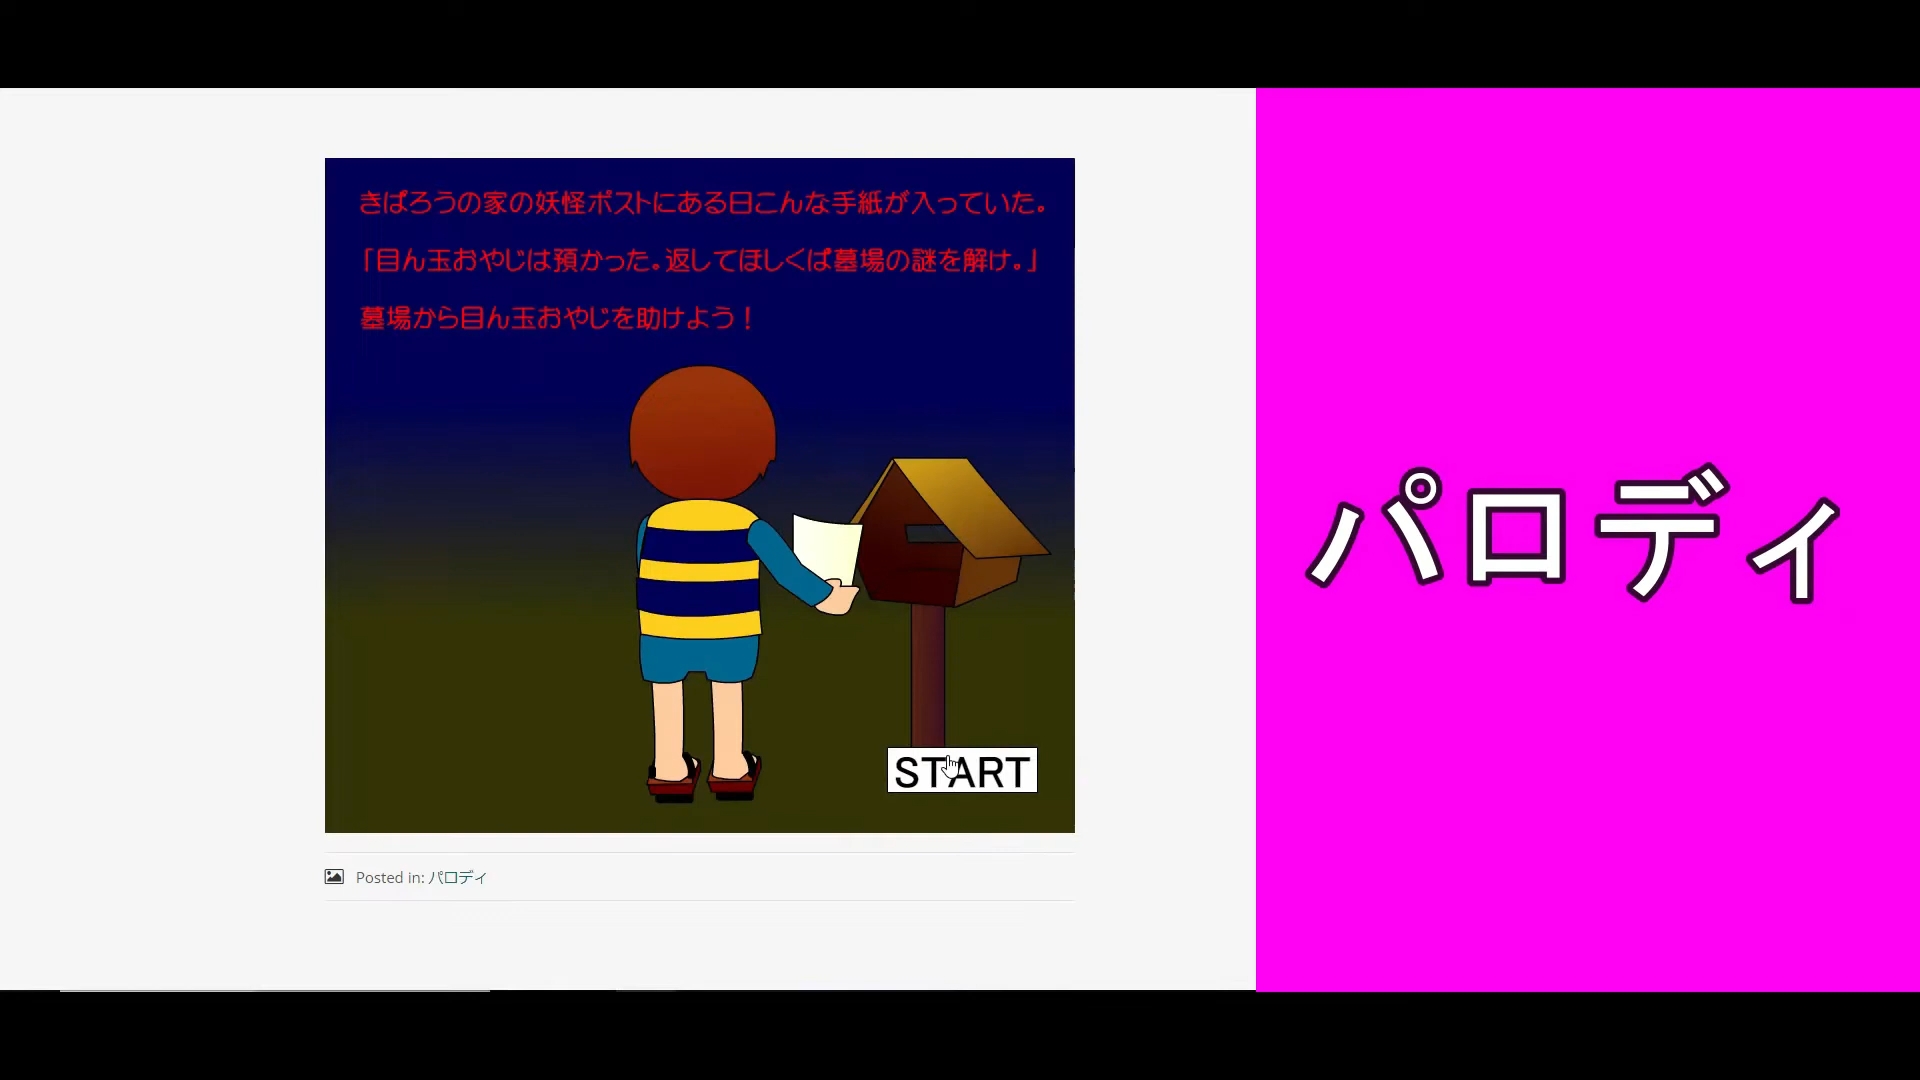 きばろうの家の妖怪ポストにある日こんな手紙が入っていた。
「目ん玉おやじは預かった。返してほしくば墓場の謎を解け。」
墓場から目ん玉おやじを助けよう！
START
Posted in: パロディ
パロディ